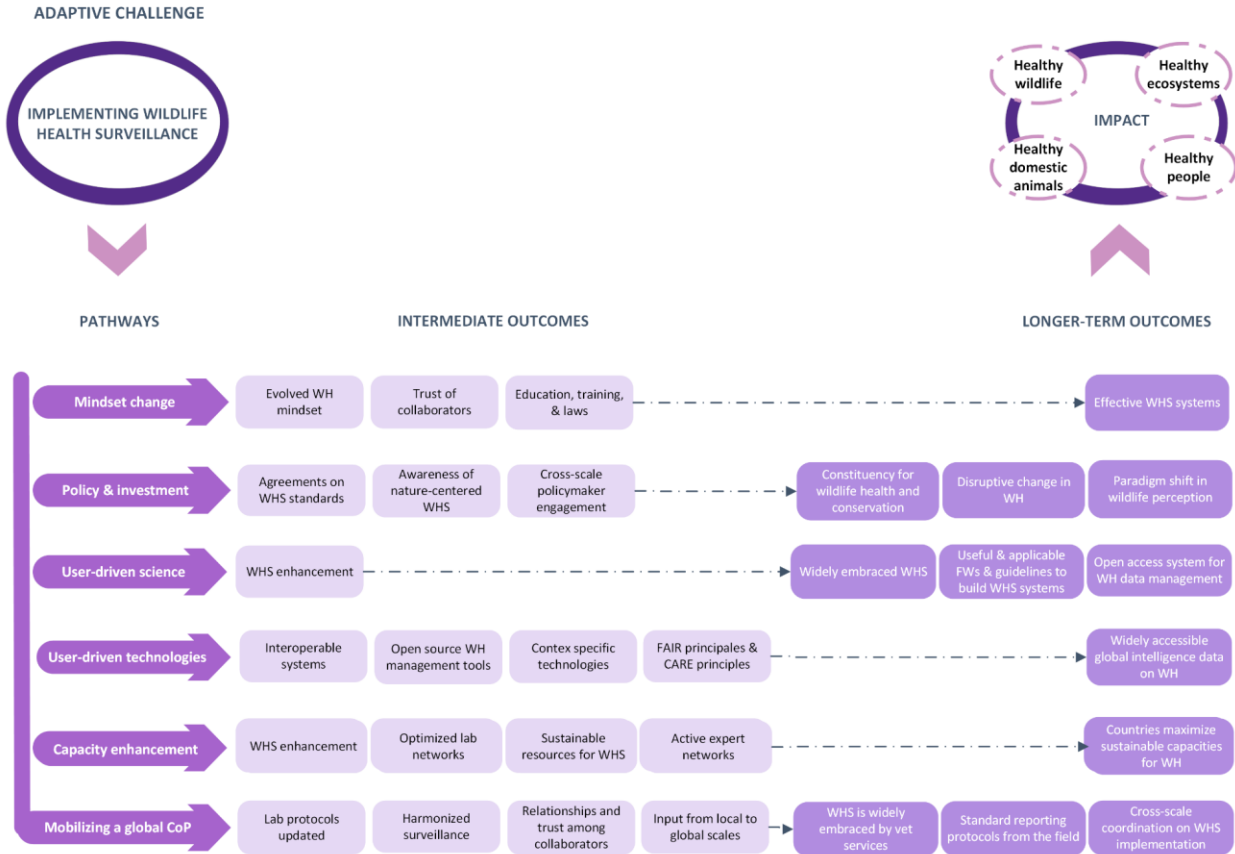 ADAPTIVE CHALLENGE
IMPLEMENTING WILDLIFE
HEALTH SURVEILLANCE
Healthy
wildlife
Healthy
ecosystems
IMPACT
Healthy
domestic
animals
Healthy
people
PATHWAYS
INTERMEDIATE OUTCOMES
LONGER-TERM OUTCOMES
Mindset change
Evolved WH
mindset
Trust of
collaborators
Education, training,
& laws
Effective WHS systems
Policy & investment
Agreements on
WHS standards
Awareness of
nature-centered
WHS
Cross-scale
policymaker
engagement
Constituency for
wildlife health and
conservation
Disruptive change in
WH
Paradigm shift in
wildlife perception
User-driven science
WHS enhancement
Widely embraced WHS
Useful & applicable
FWs & guidelines to
build WHS systems
Open access system for
WH data management
User-driven technologies
Interoperable
systems
Open source WH
management tools
Contex specific
technologies
FAIR principales &
CARE principles
Widely accessible
global intelligence data
on WH
Capacity enhancement
WHS enhancement
Optimized lab
networks
Sustainable
resources for WHS
Active expert
networks
Countries maximize
sustainable capacities
for WH
Mobilizing a global CoP
Lab protocols
updated
Harmonized
surveillance
Relationships and
trust among
collaborators
Input from local to
global scales
WHS is widely
embraced by vet
services
Standard reporting
protocols from the field
Cross-scale
coordination on WHS
implementation